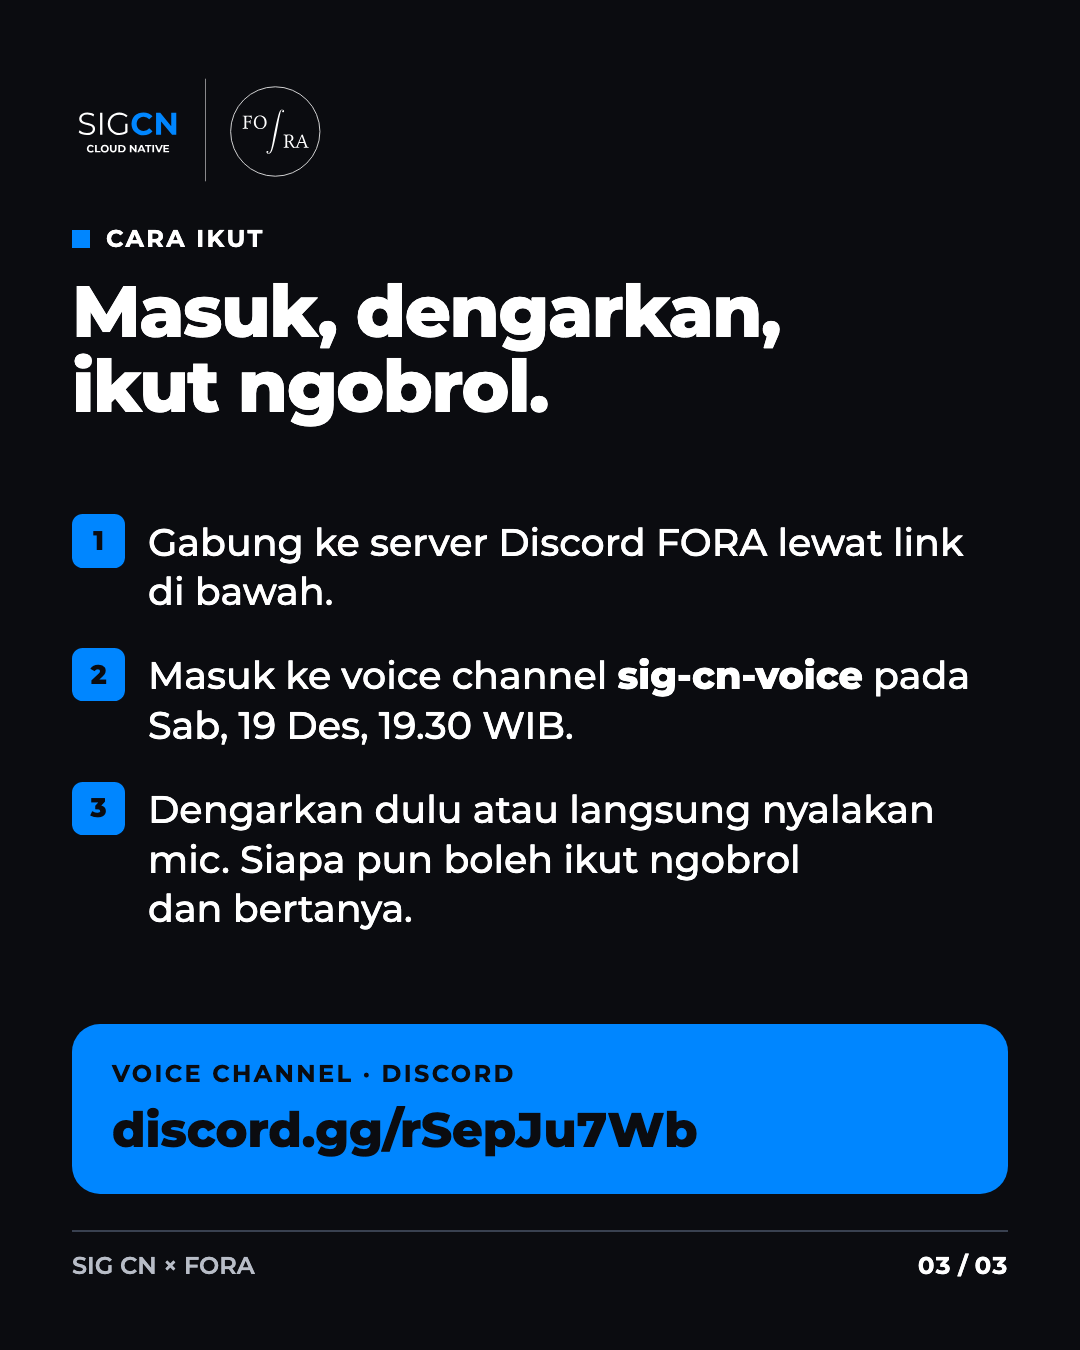 SIGCN
CLOUD NATIVE
FO
RA
CARA IKUT
Masuk, dengarkan,
ikut ngobrol.
1
Gabung ke server Discord FORA lewat link
di bawah.
2
Masuk ke voice channel sig-cn-voice pada
Sab, 19 Des, 19.30 WIB.
3
Dengarkan dulu atau langsung nyalakan
mic. Siapa pun boleh ikut ngobrol
dan bertanya.
VOICE CHANNEL · DISCORD
discord.gg/rSepJu7Wb
SIG CN × FORA
03 / 03